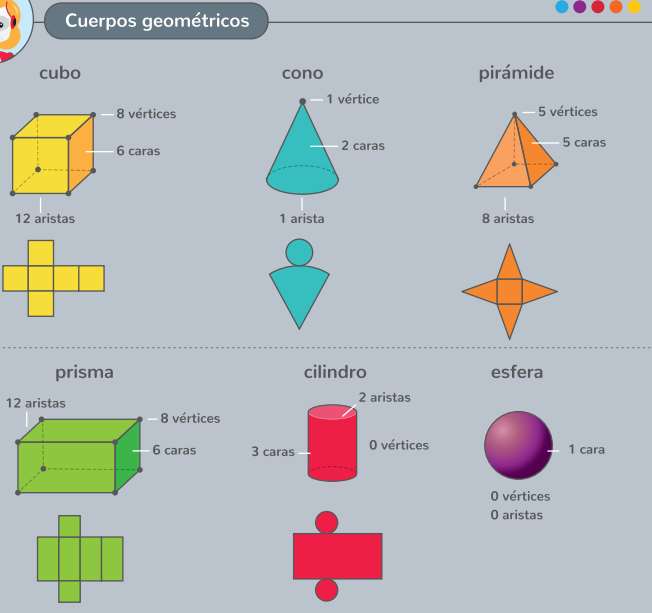 Cuerpos geométricos
cubo
8 vértices
6 caras
12 aristas
cono
1 vértice
2 caras
1 arista
pirámide
5 vértices
5 caras
8 aristas
prisma
12 aristas
8 vértices
6 caras
cilindro
2 aristas
3 caras
0 vértices
esfera
1 cara
0 vértices
0 aristas